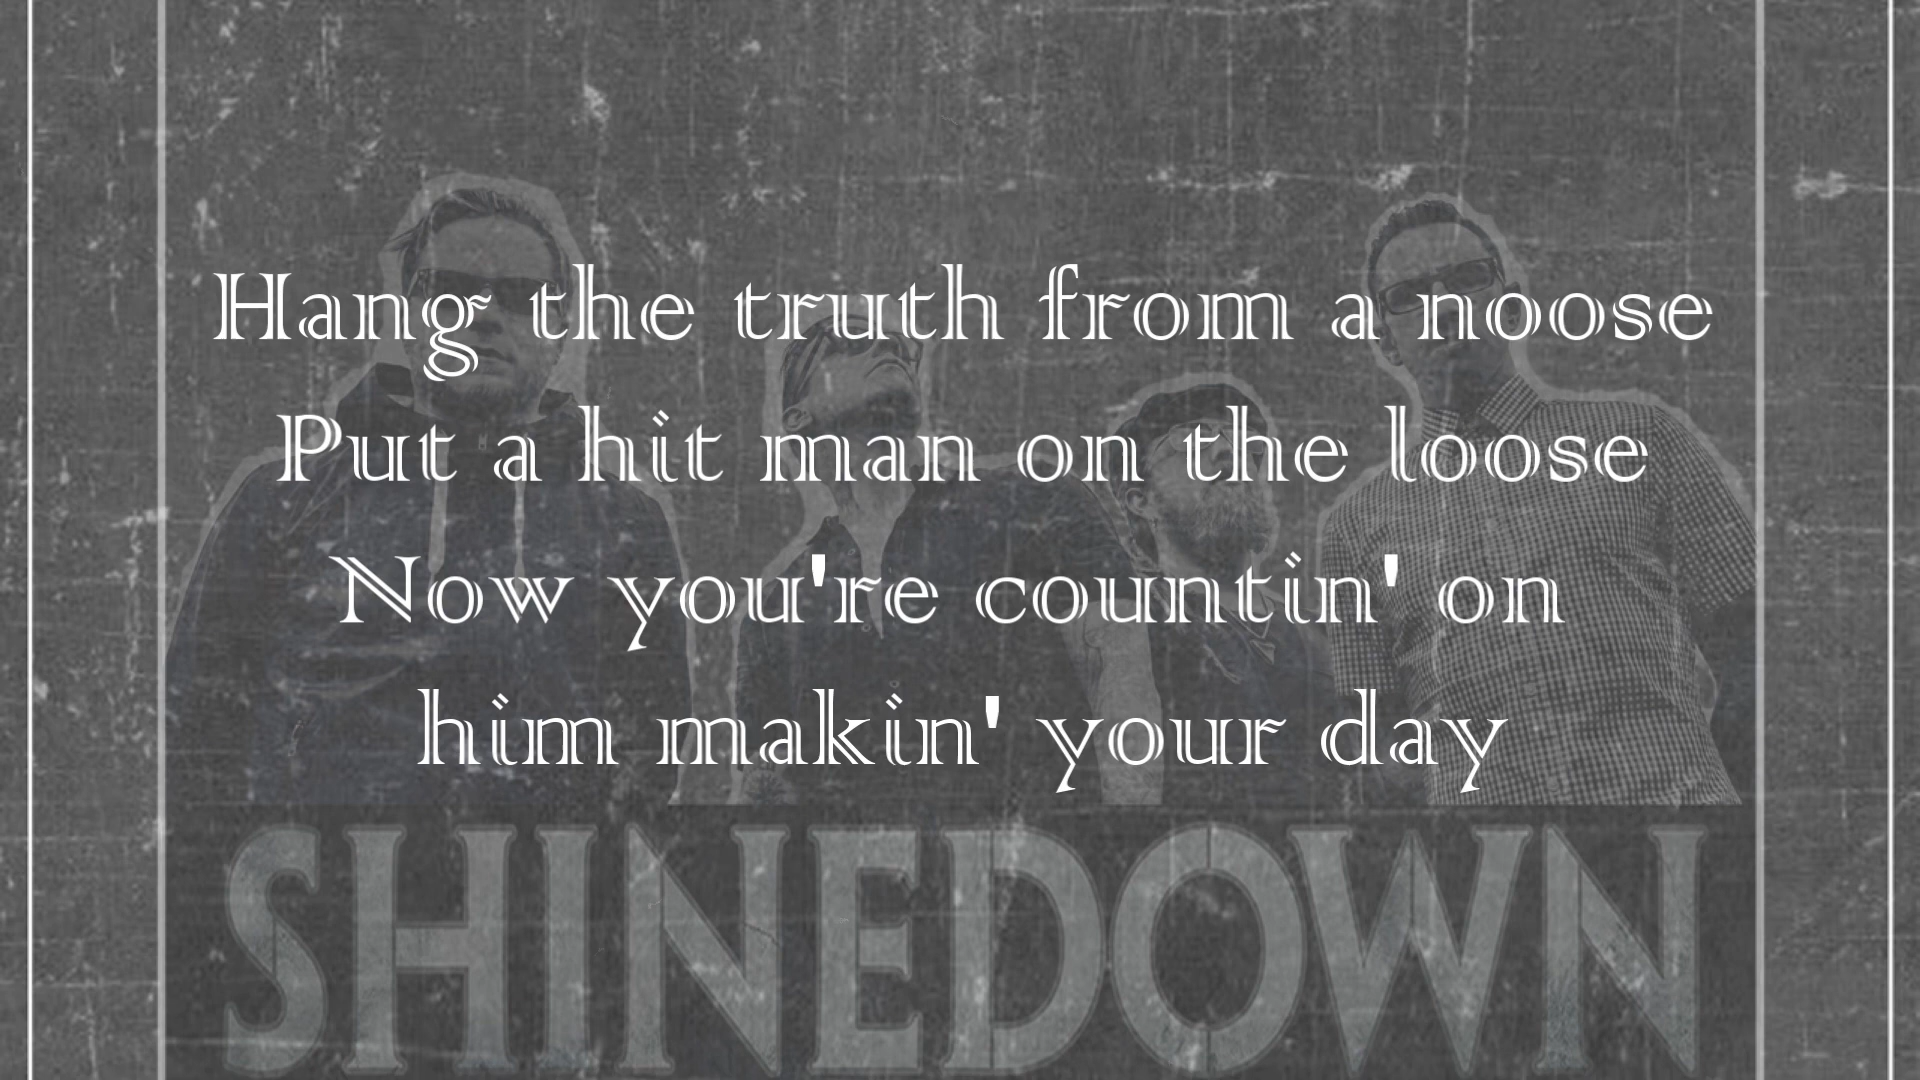 Hang the truth from a noose
Put a hit man on the loose
Now you're countin' on
him makin' your day
SHINEDOWN